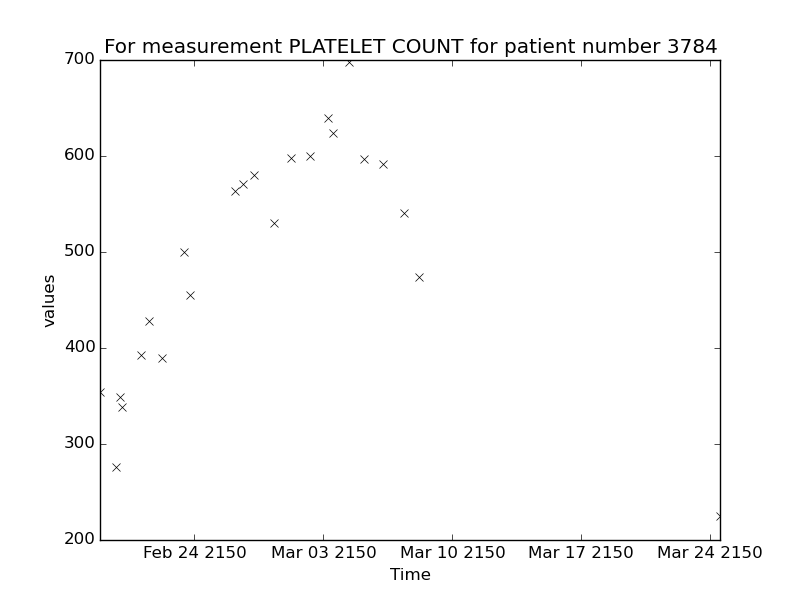 For measurement PLATELET COUNT for patient number 3784
700
600
500
400
300
200
values
Feb 24 2150
Mar 03 2150
Mar 10 2150
Mar 17 2150
Mar 24 2150
Time